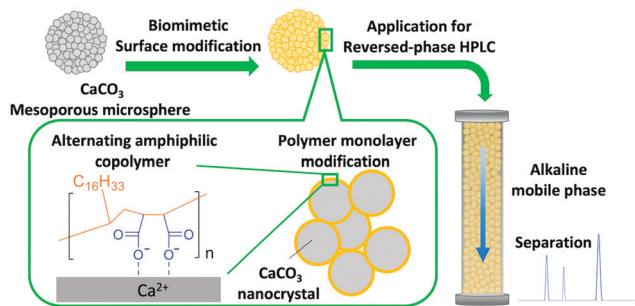 Biomimetic
Surface modification
Application for
Reversed-phase HPLC
CaCO₃
Mesoporous microsphere
Alternating amphiphilic
copolymer
Polymer monolayer
modification
C₁₆H₃₃
O O⁻ O⁻ O
n
Ca²⁺
CaCO₃
nanocrystal
Alkaline
mobile phase
Separation